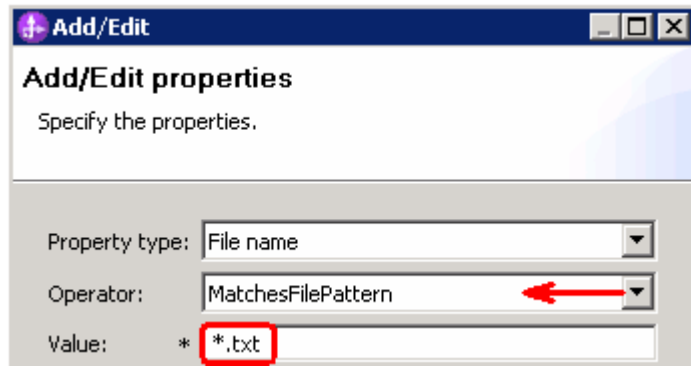 Add/Edit
Add/Edit properties
Specify the properties.
Property type: File name
Operator: MatchesFilePattern
Value: * *.txt